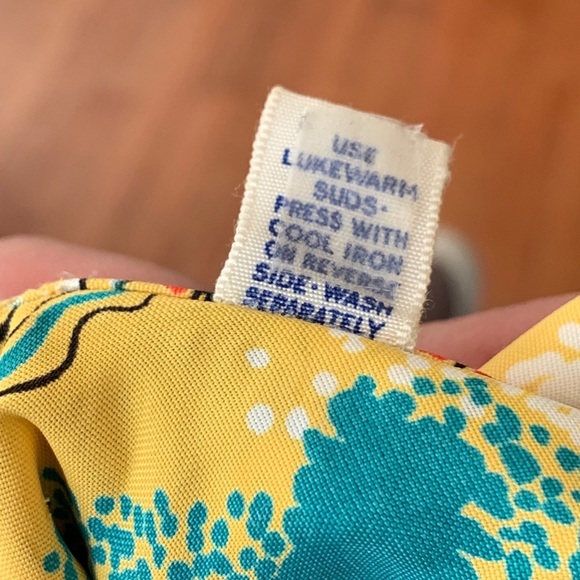 USE
LUKEWARM
SUDS-
PRESS WITH
COOL IRON
ON REVERSE
SIDE-WASH
SEPARATELY